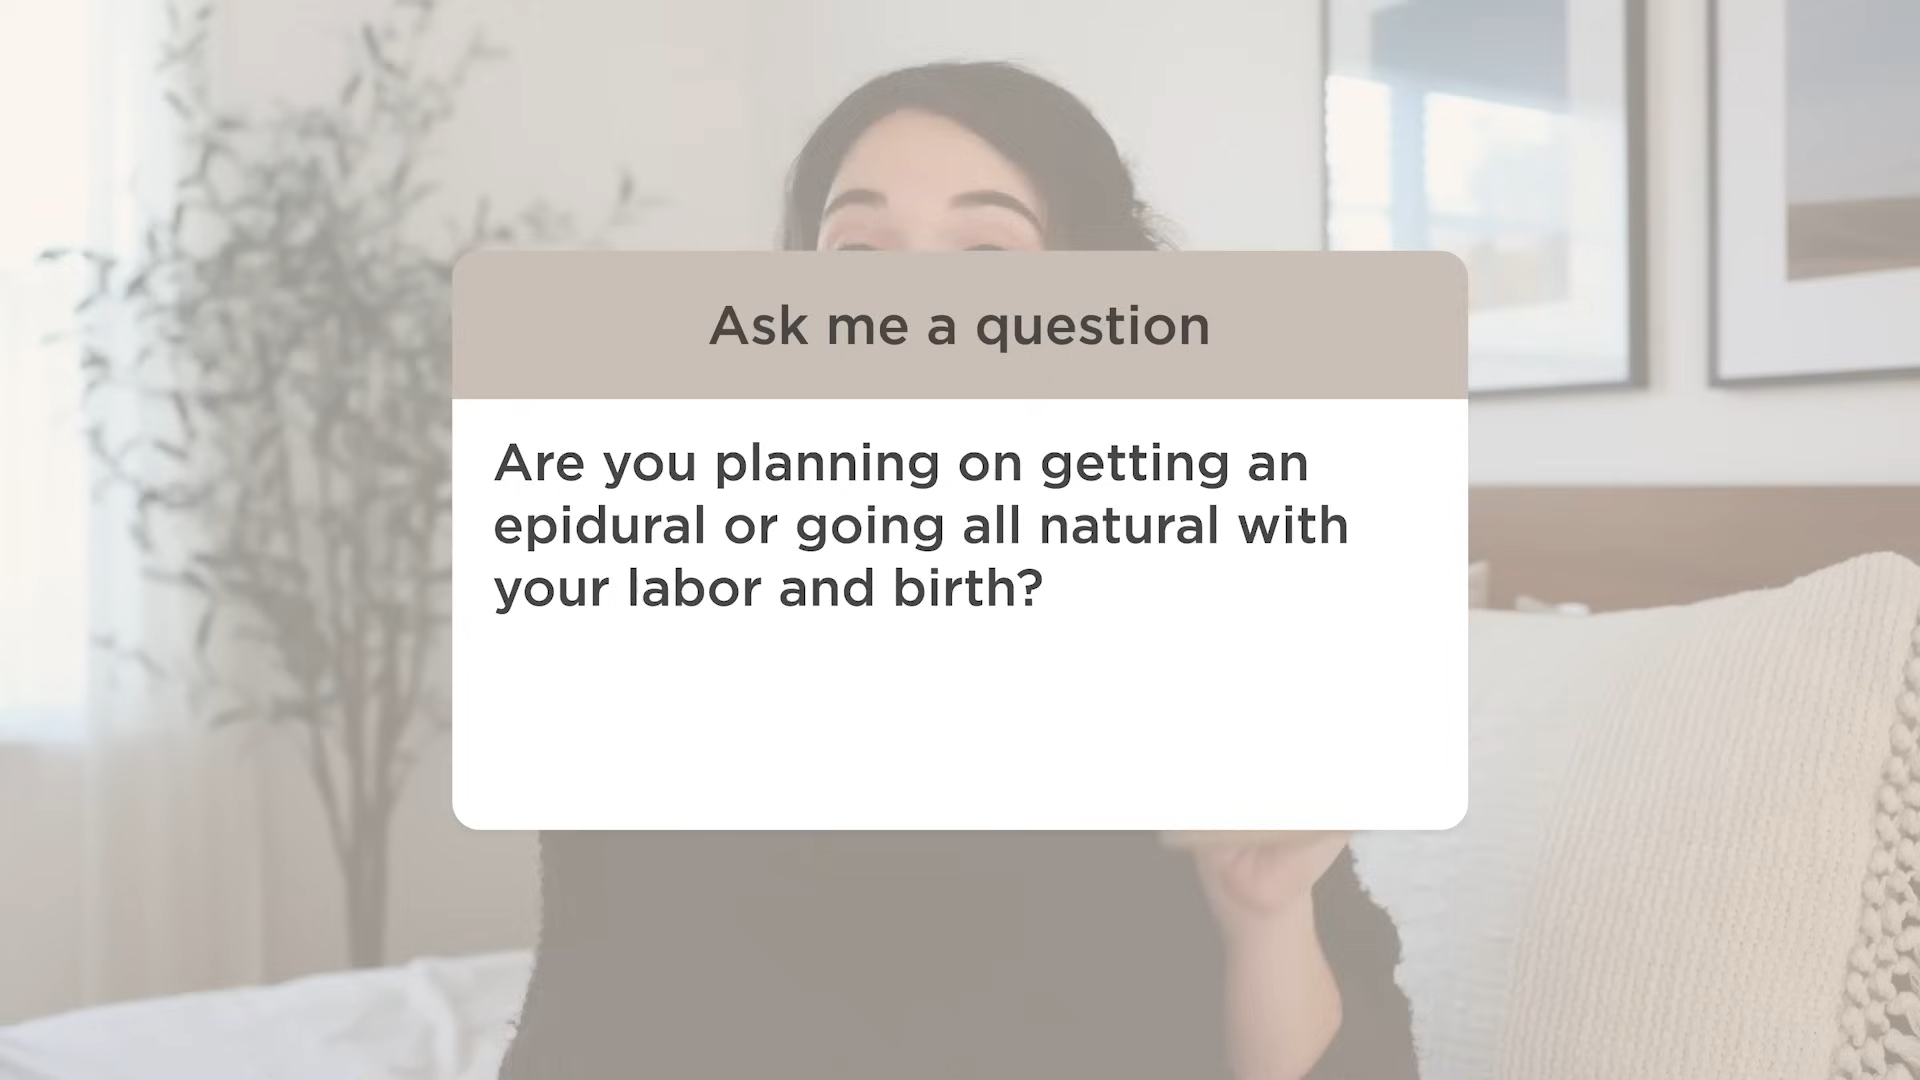 Ask me a question
Are you planning on getting an
epidural or going all natural with
your labor and birth?